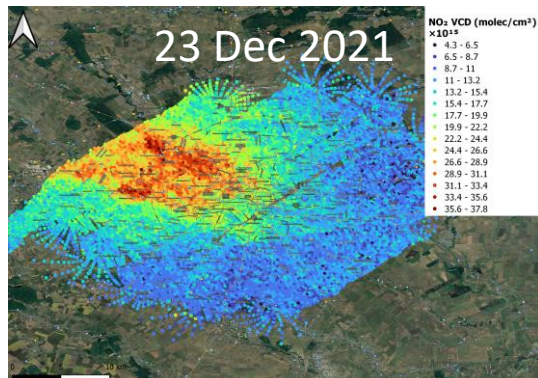 23 Dec 2021
NO₂ VCD (molec/cm²)
×10¹⁵
4.3 - 6.5
6.5 - 8.7
8.7 - 11
11 - 13.2
13.2 - 15.4
15.4 - 17.7
17.7 - 19.9
19.9 - 22.2
22.2 - 24.4
24.4 - 26.6
26.6 - 28.9
28.9 - 31.1
31.1 - 33.4
33.4 - 35.6
35.6 - 37.8
0
10 km